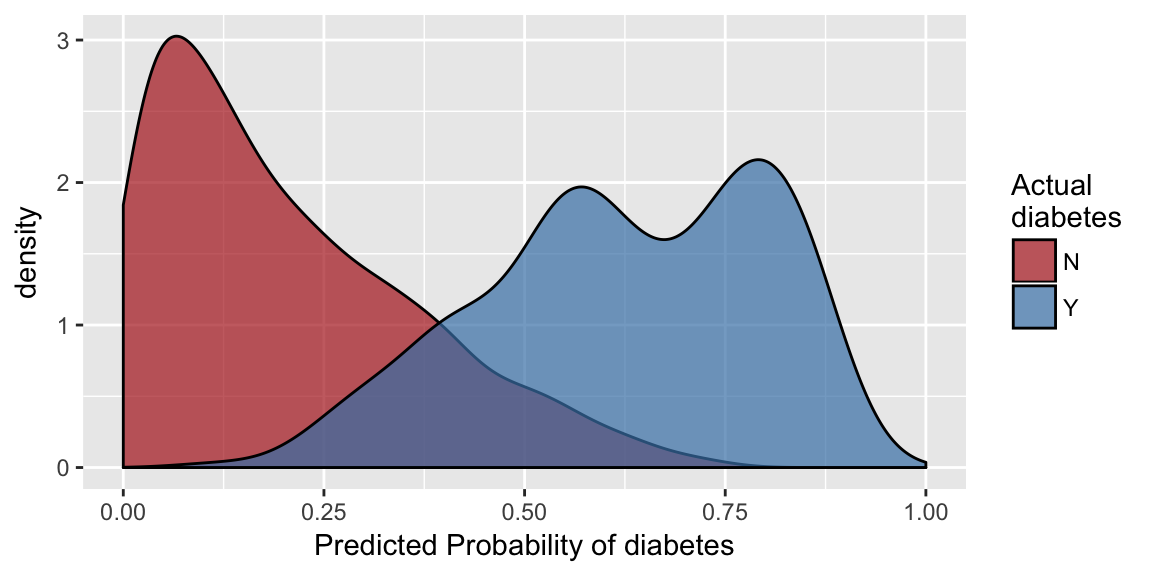 3
2
1
0
density
0.00 0.25 0.50 0.75 1.00
Predicted Probability of diabetes
Actual
diabetes
N
Y